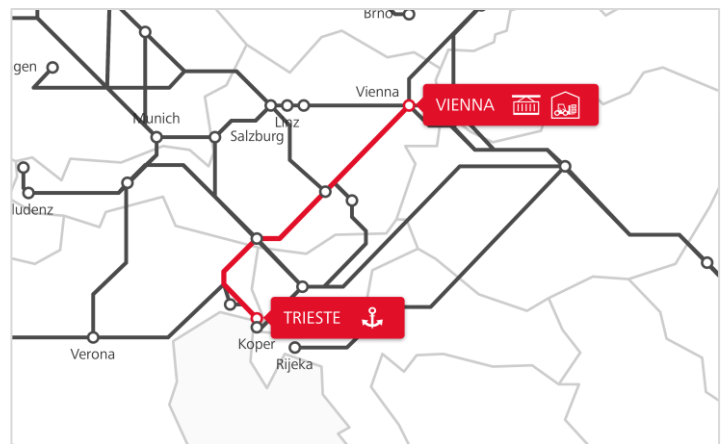 Brno
gen
Vienna
VIENNA
Linz
Munich
Salzburg
ludenz
TRIESTE
Koper
Verona
Rijeka